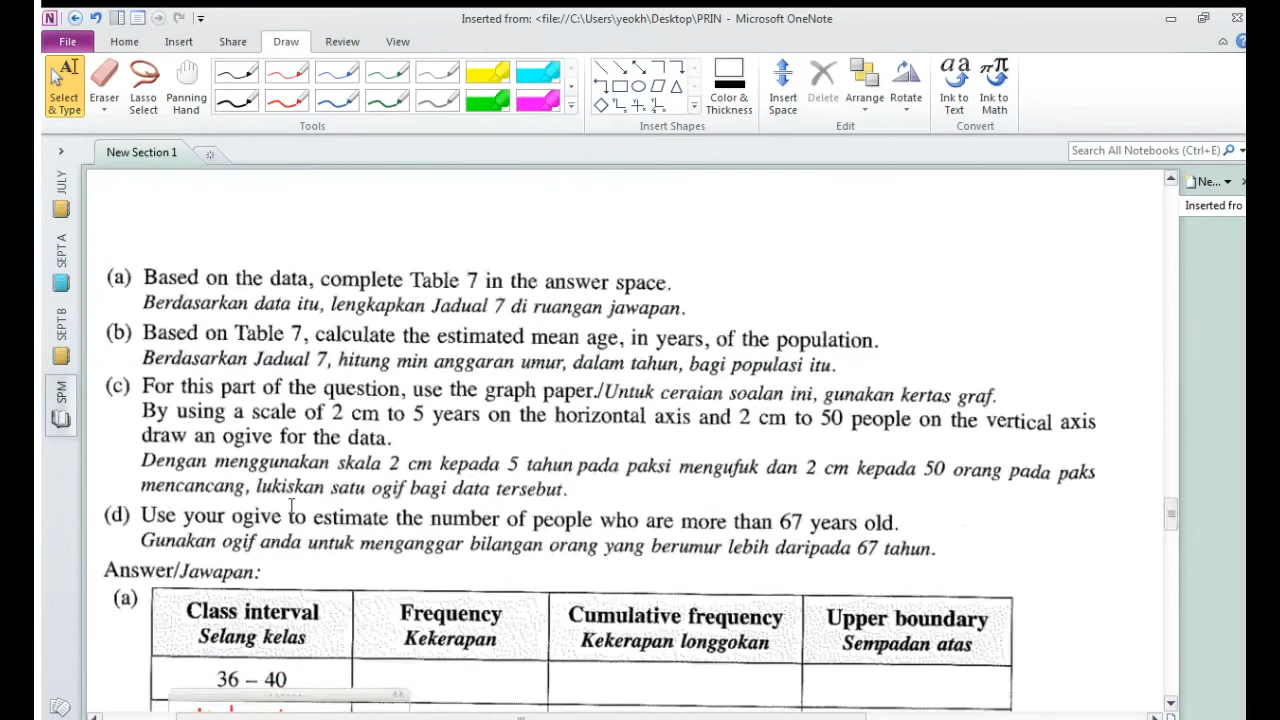 Inserted from: <file://C:\Users\yeokh\Desktop\PRIN - Microsoft OneNote
File Home Insert Share Draw Review View
Select & Type
Eraser
Lasso Select
Panning Hand
Color & Thickness
Insert Space
Delete
Arrange
Rotate
Ink to Text
Ink to Math
Tools
Insert Shapes
Edit
Convert
New Section 1
Search All Notebooks (Ctrl+E)
Ne...
Inserted fro
JULY
SEPT A
SEPT B
SPM
(a) Based on the data, complete Table 7 in the answer space.
Berdasarkan data itu, lengkapkan Jadual 7 di ruangan jawapan.
(b) Based on Table 7, calculate the estimated mean age, in years, of the population.
Berdasarkan Jadual 7, hitung min anggaran umur, dalam tahun, bagi populasi itu.
(c) For this part of the question, use the graph paper./Untuk ceraian soalan ini, gunakan kertas graf.
By using a scale of 2 cm to 5 years on the horizontal axis and 2 cm to 50 people on the vertical axis
draw an ogive for the data.
Dengan menggunakan skala 2 cm kepada 5 tahun pada paksi mengufuk dan 2 cm kepada 50 orang pada paks
mencancang, lukiskan satu ogif bagi data tersebut.
(d) Use your ogive to estimate the number of people who are more than 67 years old.
Gunakan ogif anda untuk menganggar bilangan orang yang berumur lebih daripada 67 tahun.
Answer/Jawapan:
(a)
Class interval Frequency Cumulative frequency Upper boundary
Selang kelas Kekerapan Kekerapan longgokan Sempadan atas
36 – 40